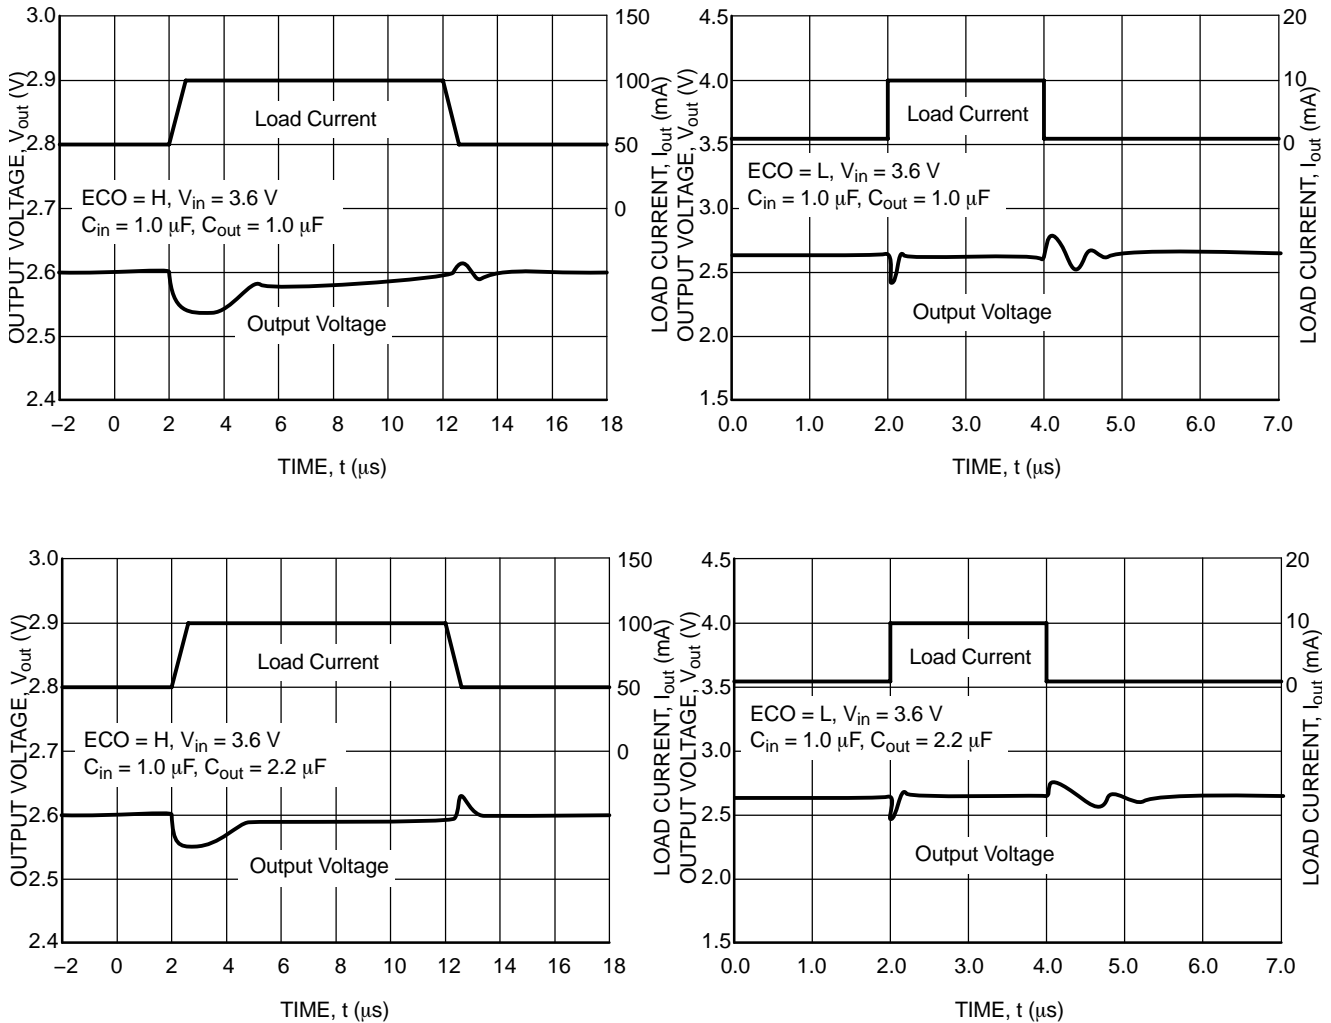 OUTPUT VOLTAGE, Vout (V)
3.0
2.9
2.8
2.7
2.6
2.5
2.4
150
100
50
0
LOAD CURRENT, Iout (mA)
Load Current
ECO = H, Vin = 3.6 V
Cin = 1.0 μF, Cout = 1.0 μF
Output Voltage
−2 0 2 4 6 8 10 12 14 16 18
TIME, t (μs)
OUTPUT VOLTAGE, Vout (V)
4.5
4.0
3.5
3.0
2.5
2.0
1.5
20
10
0
LOAD CURRENT, Iout (mA)
Load Current
ECO = L, Vin = 3.6 V
Cin = 1.0 μF, Cout = 1.0 μF
Output Voltage
0.0 1.0 2.0 3.0 4.0 5.0 6.0 7.0
TIME, t (μs)
OUTPUT VOLTAGE, Vout (V)
3.0
2.9
2.8
2.7
2.6
2.5
2.4
150
100
50
0
LOAD CURRENT, Iout (mA)
Load Current
ECO = H, Vin = 3.6 V
Cin = 1.0 μF, Cout = 2.2 μF
Output Voltage
−2 0 2 4 6 8 10 12 14 16 18
TIME, t (μs)
OUTPUT VOLTAGE, Vout (V)
4.5
4.0
3.5
3.0
2.5
2.0
1.5
20
10
0
LOAD CURRENT, Iout (mA)
Load Current
ECO = L, Vin = 3.6 V
Cin = 1.0 μF, Cout = 2.2 μF
Output Voltage
0.0 1.0 2.0 3.0 4.0 5.0 6.0 7.0
TIME, t (μs)